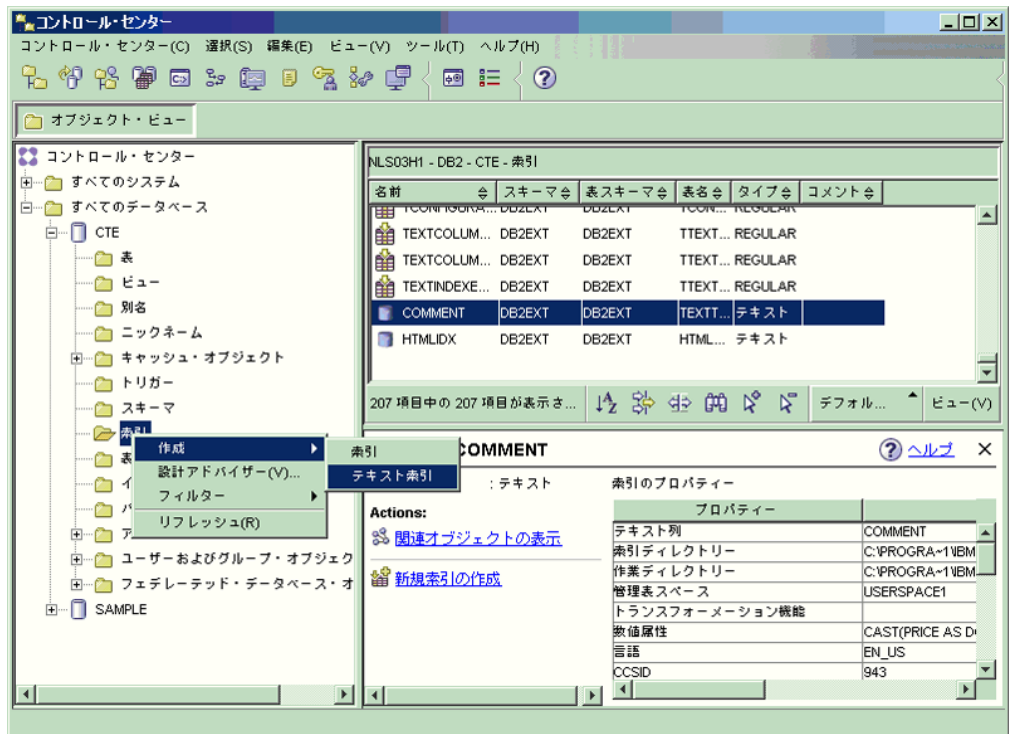 コントロール・センター
コントロール・センター(C) 選択(S) 編集(E) ビュー(V) ツール(T) ヘルプ(H)
オブジェクト・ビュー
コントロール・センター
すべてのシステム
すべてのデータベース
CTE
表
ビュー
別名
ニックネーム
キャッシュ・オブジェクト
トリガー
スキーマ
索引
表
イ
パ
ア
ユーザーおよびグループ・オブジェク
フェデレーテッド・データベース・オ
SAMPLE
作成
設計アドバイザー(V)...
フィルター
リフレッシュ(R)
索引
テキスト索引
NLS03H1 - DB2 - CTE - 索引
名前 スキーマ 表スキーマ 表名 タイプ コメント
TCONFIGURA... DB2EXT DB2EXT TCON... REGULAR
TEXTCOLUM... DB2EXT DB2EXT TTEXT... REGULAR
TEXTCOLUM... DB2EXT DB2EXT TTEXT... REGULAR
TEXTINDEXE... DB2EXT DB2EXT TTEXT... REGULAR
COMMENT DB2EXT DB2EXT TEXTT... テキスト
HTMLIDX DB2EXT DB2EXT HTML... テキスト
207 項目中の 207 項目が表示さ... デフォル... ビュー(V)
COMMENT ヘルプ
: テキスト
Actions:
関連オブジェクトの表示
新規索引の作成
索引のプロパティー
プロパティー
テキスト列 COMMENT
索引ディレクトリー C:\PROGRA~1\IBM
作業ディレクトリー C:\PROGRA~1\IBM
管理表スペース USERSPACE1
トランスフォーメーション機能
数値属性 CAST(PRICE AS D
言語 EN_US
CCSID 943